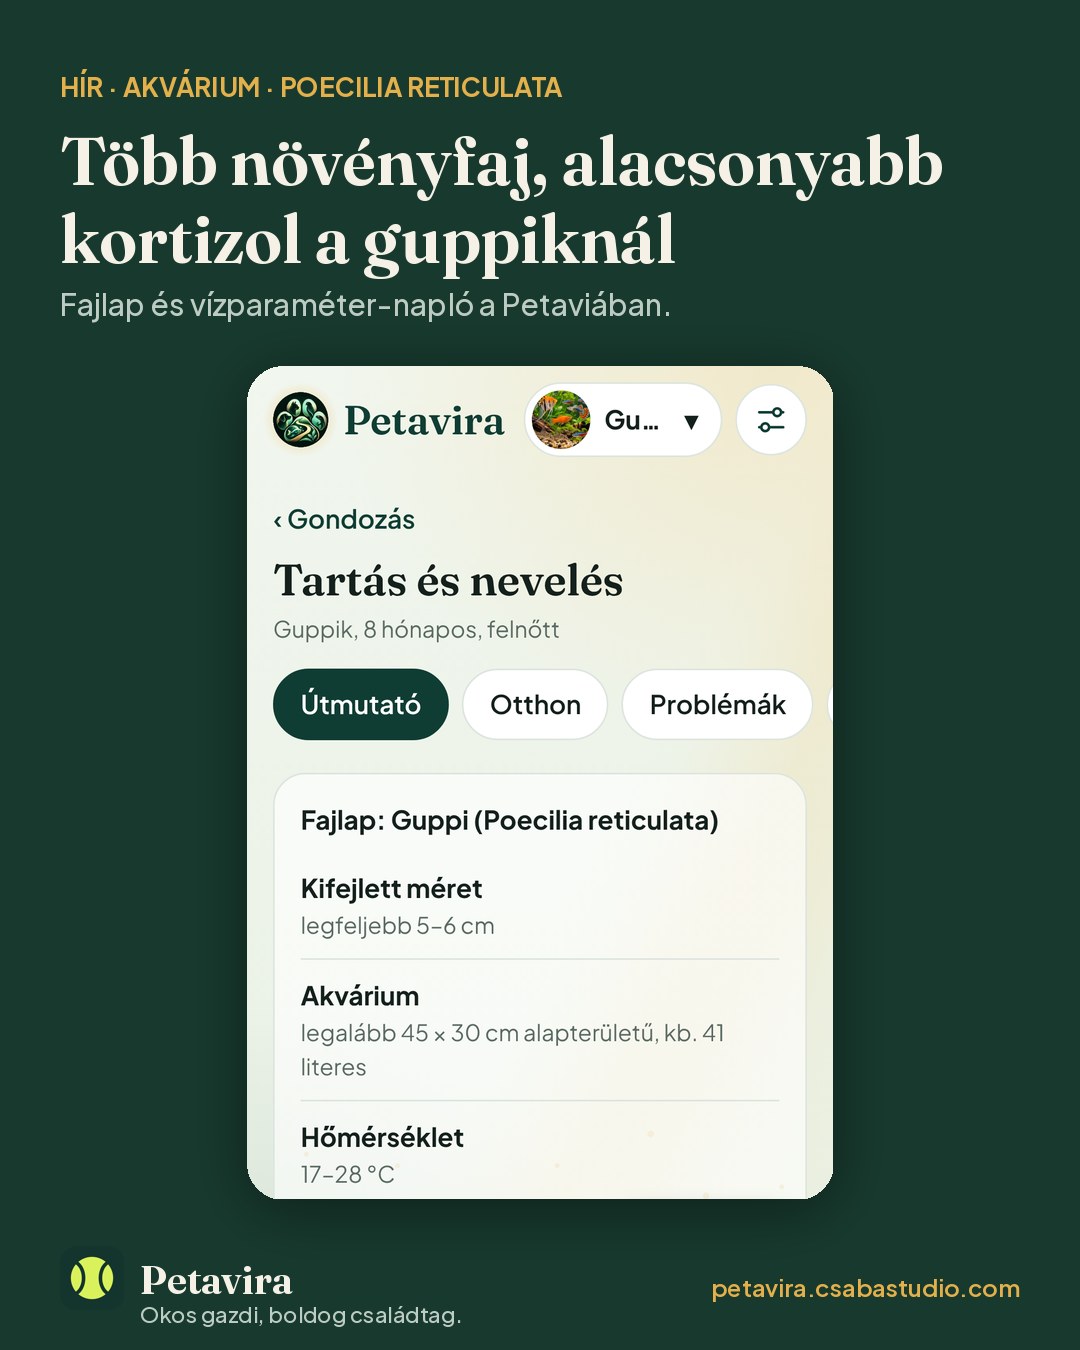 HÍR · AKVÁRIUM · POECILIA RETICULATA
Több növényfaj, alacsonyabb
kortizol a guppiknál
Fajlap és vízparaméter-napló a Petaviában.
Petavira
Gu... ▼
‹ Gondozás
Tartás és nevelés
Guppik, 8 hónapos, felnőtt
Útmutató
Otthon
Problémák
Fajlap: Guppi (Poecilia reticulata)
Kifejlett méret
legfeljebb 5–6 cm
Akvárium
legalább 45 × 30 cm alapterületű, kb. 41
literes
Hőmérséklet
17–28 °C
Petavira
Okos gazdi, boldog családtag.
petavira.csabastudio.com